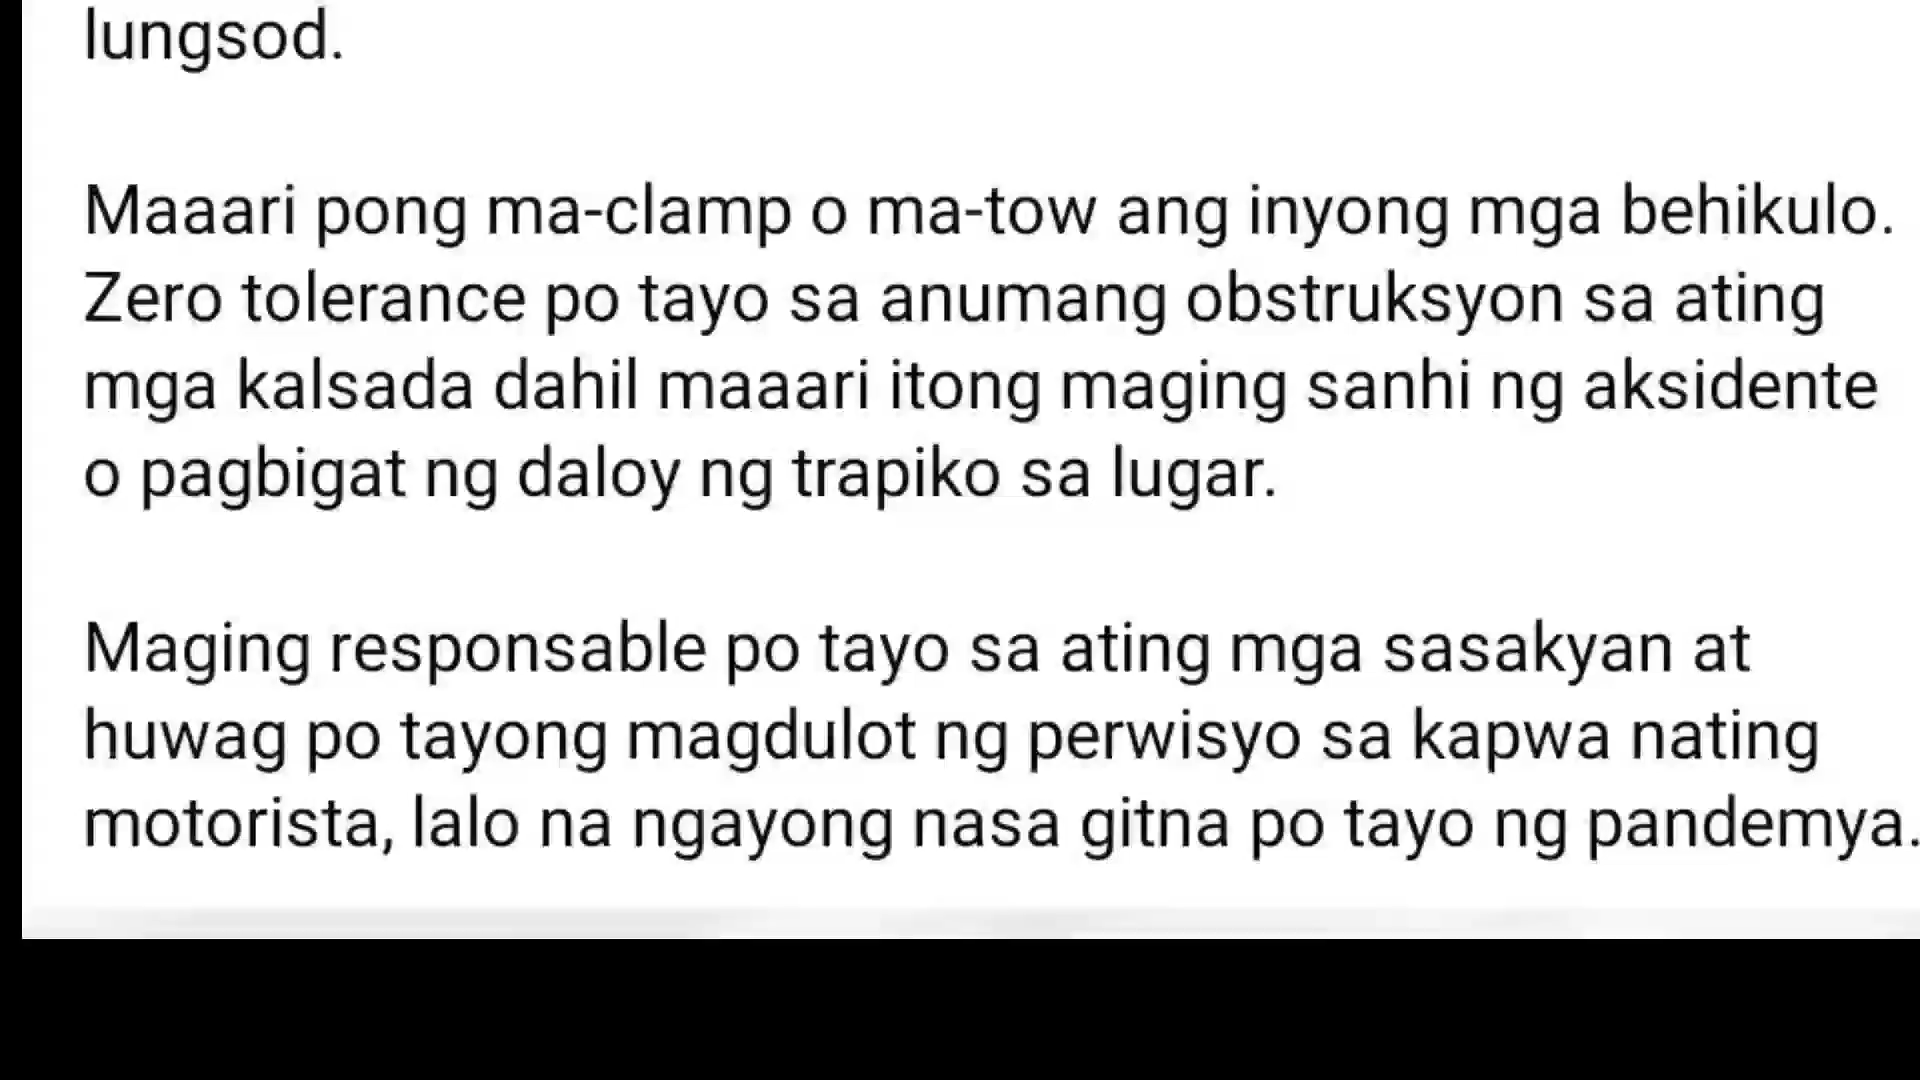 lungsod.
Maaari pong ma-clamp o ma-tow ang inyong mga behikulo.
Zero tolerance po tayo sa anumang obstruksyon sa ating
mga kalsada dahil maaari itong maging sanhi ng aksidente
o pagbigat ng daloy ng trapiko sa lugar.
Maging responsable po tayo sa ating mga sasakyan at
huwag po tayong magdulot ng perwisyo sa kapwa nating
motorista, lalo na ngayong nasa gitna po tayo ng pandemya.